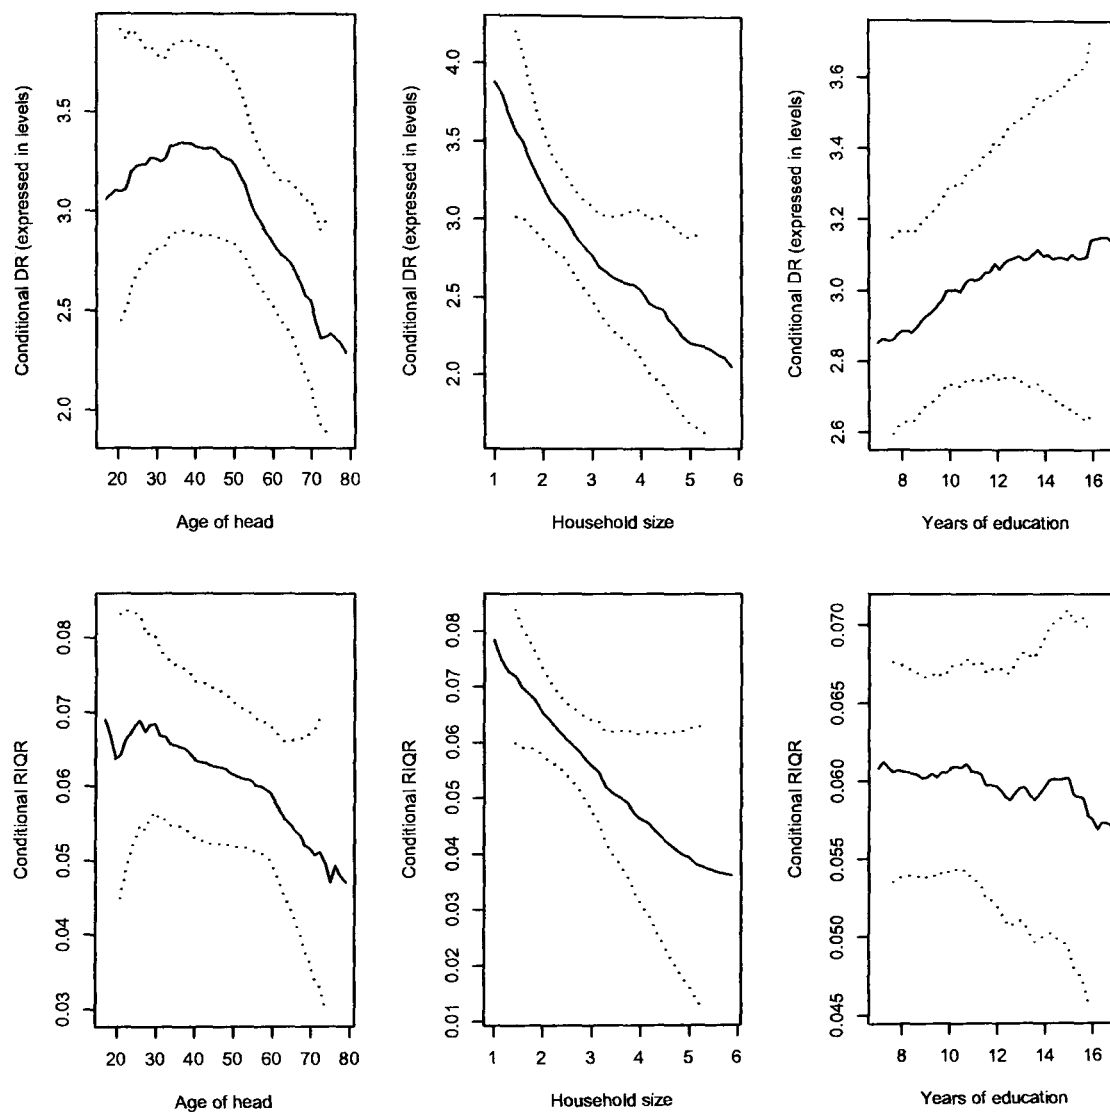 Conditional DR (expressed in levels)
3.5
3.0
2.5
2.0
20 30 40 50 60 70 80
Age of head
Conditional DR (expressed in levels)
4.0
3.5
3.0
2.5
2.0
1 2 3 4 5 6
Household size
Conditional DR (expressed in levels)
3.6
3.4
3.2
3.0
2.8
2.6
8 10 12 14 16
Years of education
Conditional RIQR
0.08
0.07
0.06
0.05
0.04
0.03
20 30 40 50 60 70 80
Age of head
Conditional RIQR
0.08
0.07
0.06
0.05
0.04
0.03
0.02
0.01
1 2 3 4 5 6
Household size
Conditional RIQR
0.070
0.065
0.060
0.055
0.050
0.045
8 10 12 14 16
Years of education